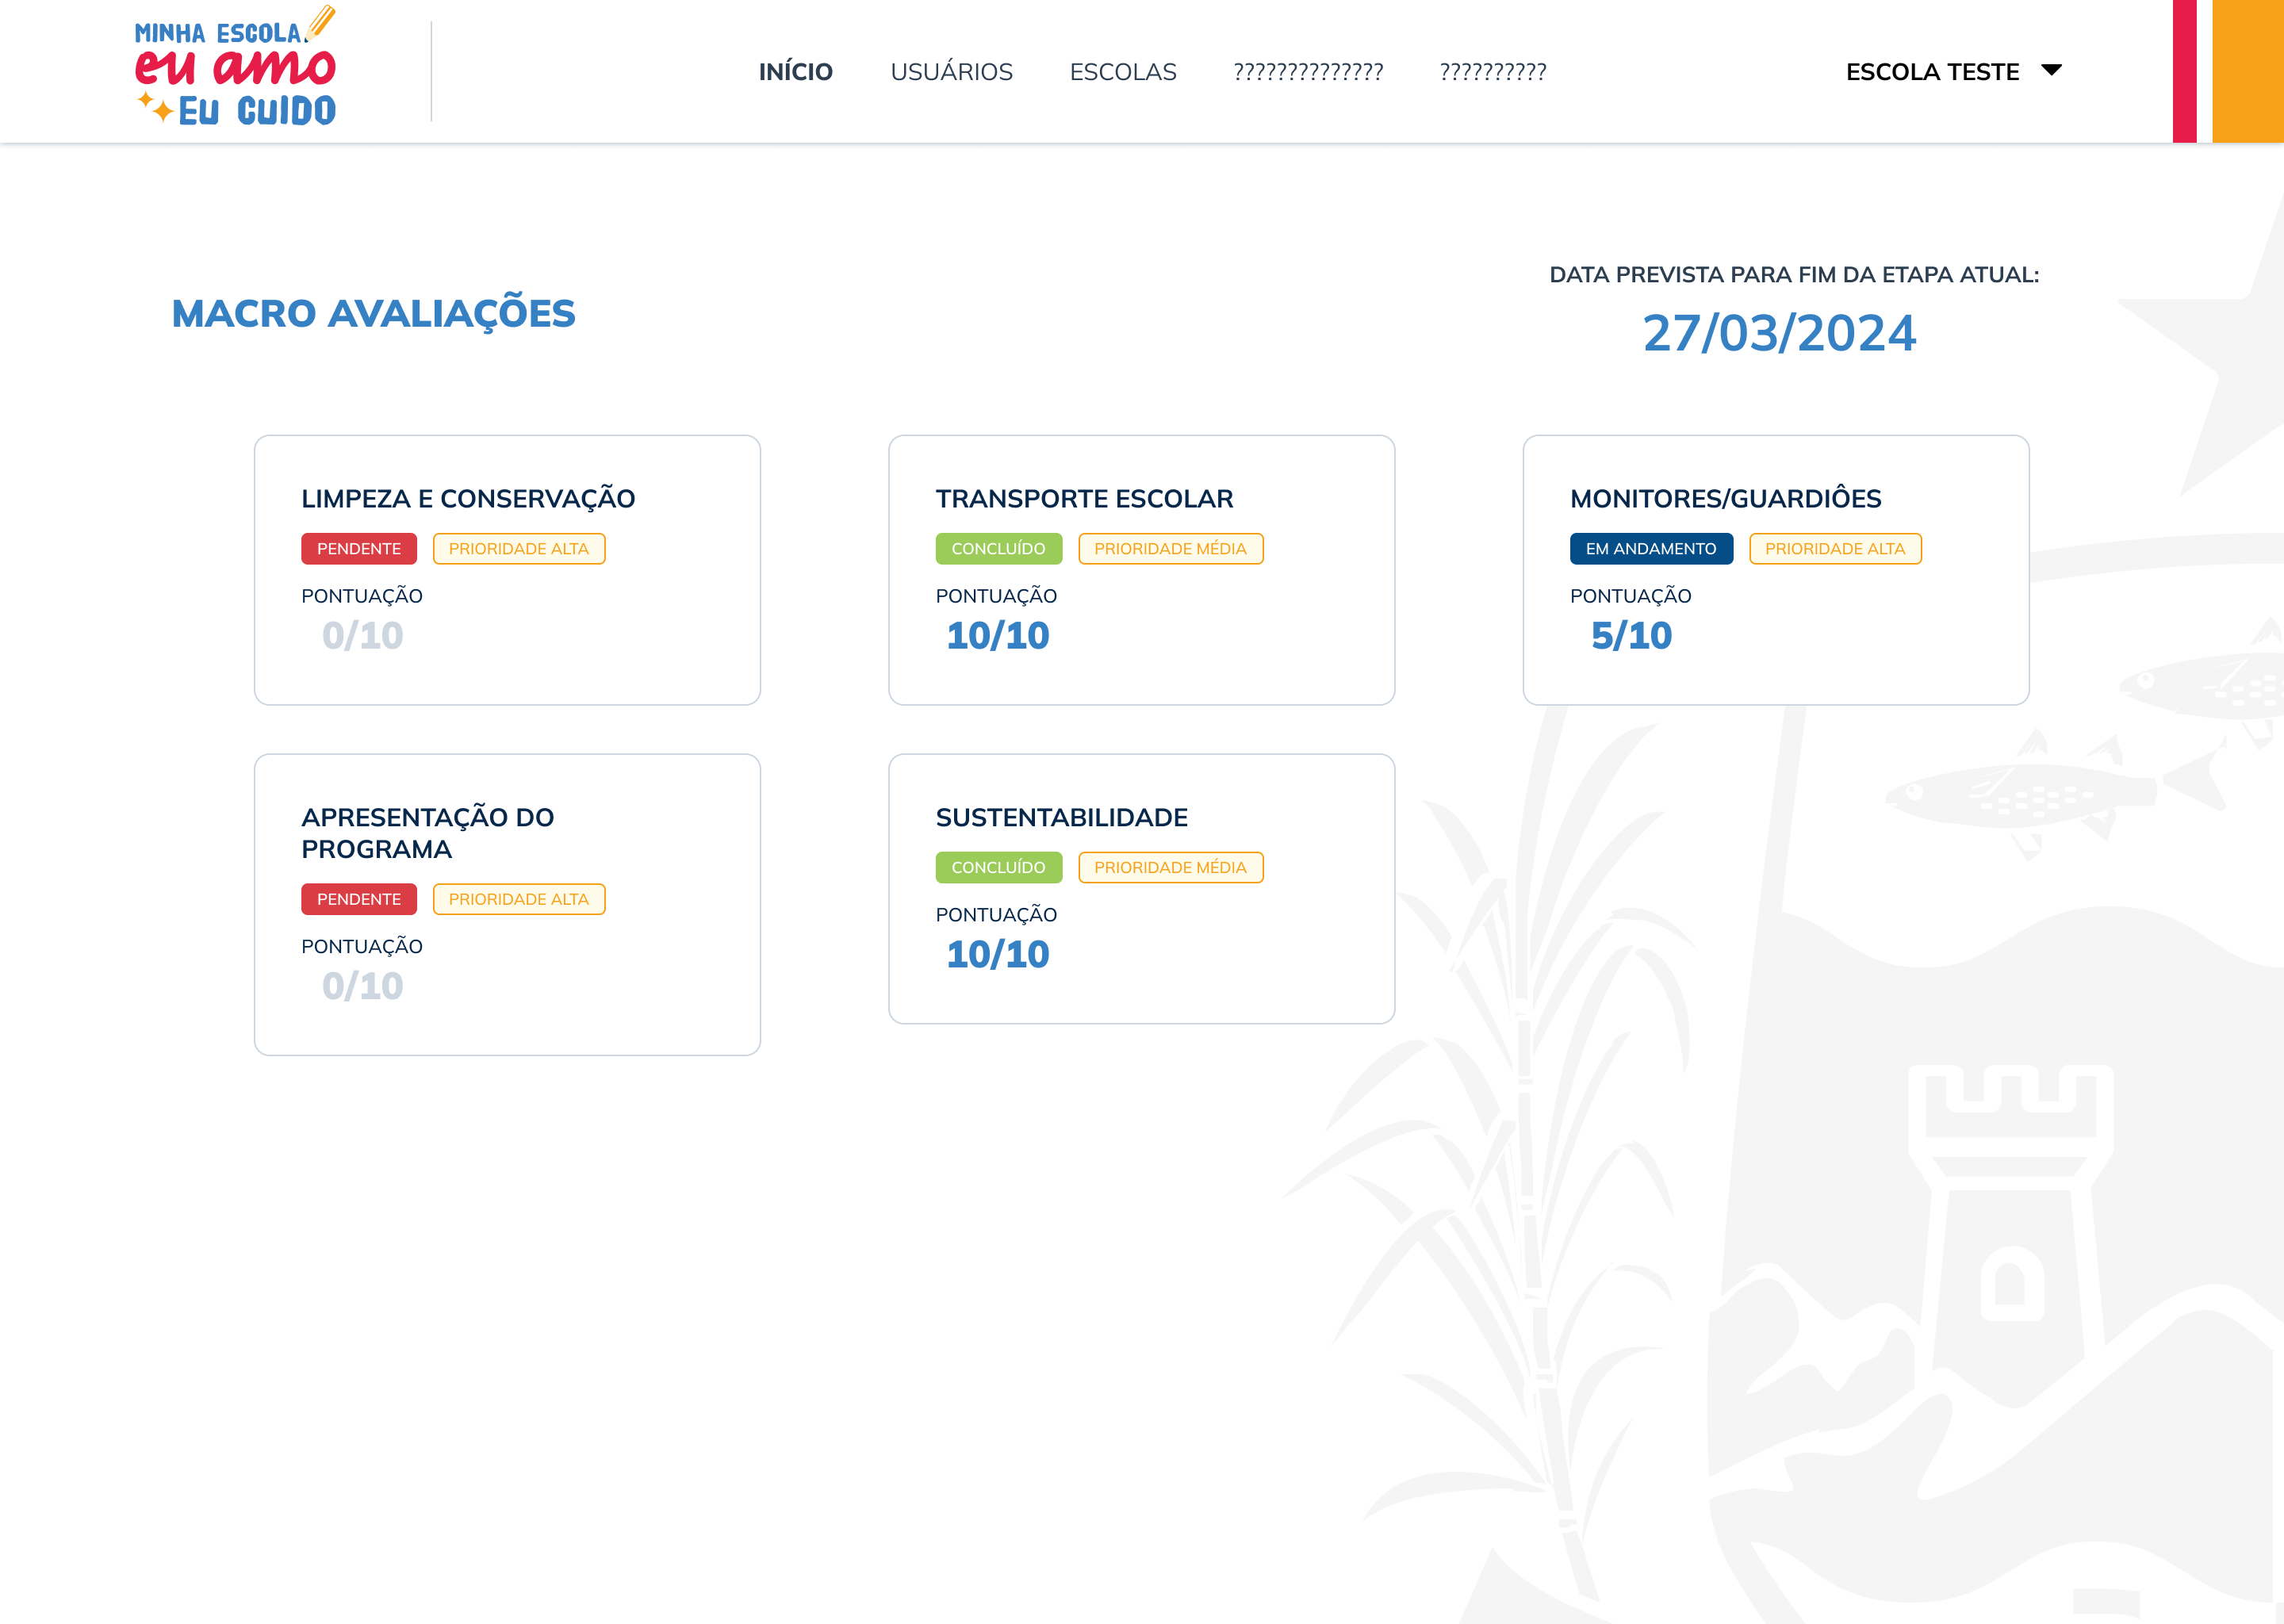 MINHA ESCOLA
eu amo
EU CUIDO
INÍCIO USUÁRIOS ESCOLAS ?????????????? ??????????
ESCOLA TESTE
MACRO AVALIAÇÕES
DATA PREVISTA PARA FIM DA ETAPA ATUAL:
27/03/2024
LIMPEZA E CONSERVAÇÃO
PENDENTE PRIORIDADE ALTA
PONTUAÇÃO
0/10
TRANSPORTE ESCOLAR
CONCLUÍDO PRIORIDADE MÉDIA
PONTUAÇÃO
10/10
MONITORES/GUARDIÔES
EM ANDAMENTO PRIORIDADE ALTA
PONTUAÇÃO
5/10
APRESENTAÇÃO DO
PROGRAMA
PENDENTE PRIORIDADE ALTA
PONTUAÇÃO
0/10
SUSTENTABILIDADE
CONCLUÍDO PRIORIDADE MÉDIA
PONTUAÇÃO
10/10